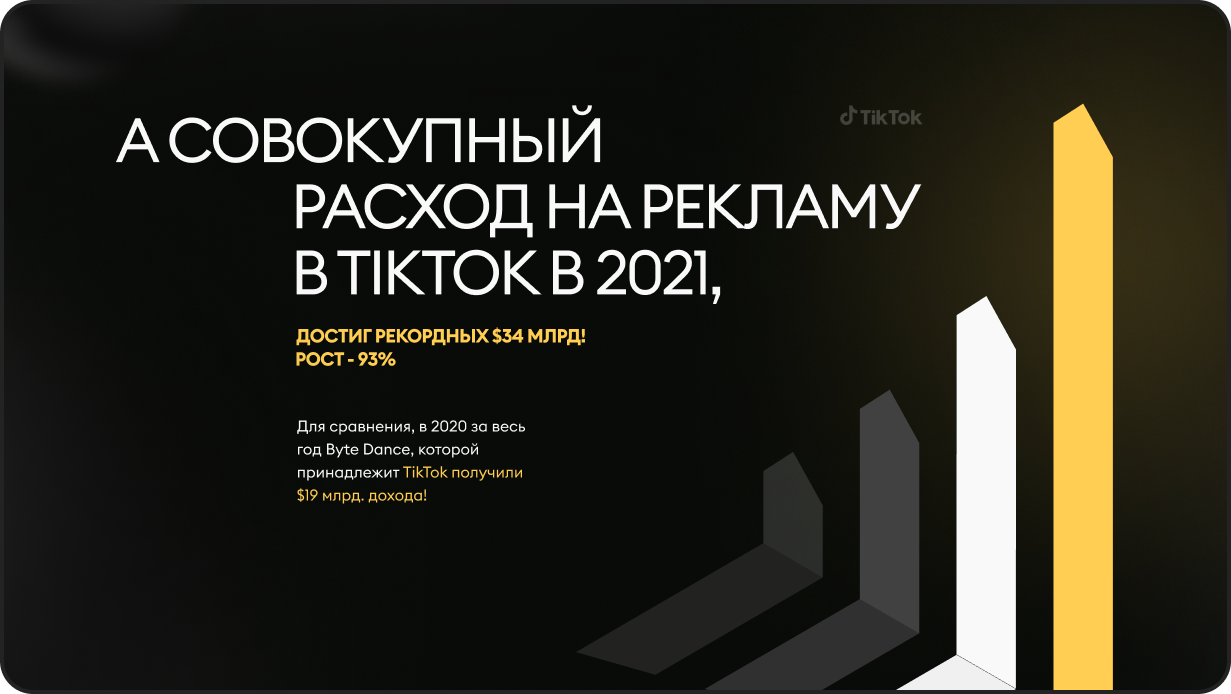 TikTok
А СОВОКУПНЫЙ
РАСХОД НА РЕКЛАМУ
В TIKTOK В 2021,
ДОСТИГ РЕКОРДНЫХ $34 МЛРД!
РОСТ - 93%
Для сравнения, в 2020 за весь
год Byte Dance, которой
принадлежит TikTok получили
$19 млрд. дохода!